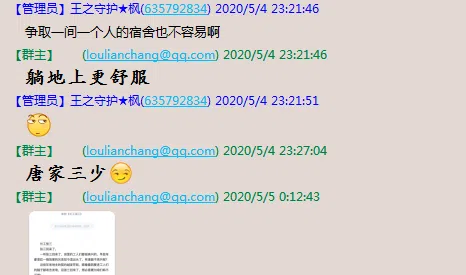 【管理员】王之守护★枫(635792834) 2020/5/4 23:21:46
争取一间一个人的宿舍也不容易啊
【群主】 (loulianchang@qq.com) 2020/5/4 23:21:46
躺地上更舒服
【管理员】王之守护★枫(635792834) 2020/5/4 23:21:51
【群主】 (loulianchang@qq.com) 2020/5/4 23:27:04
唐家三少
【群主】 (loulianchang@qq.com) 2020/5/5 0:12:43